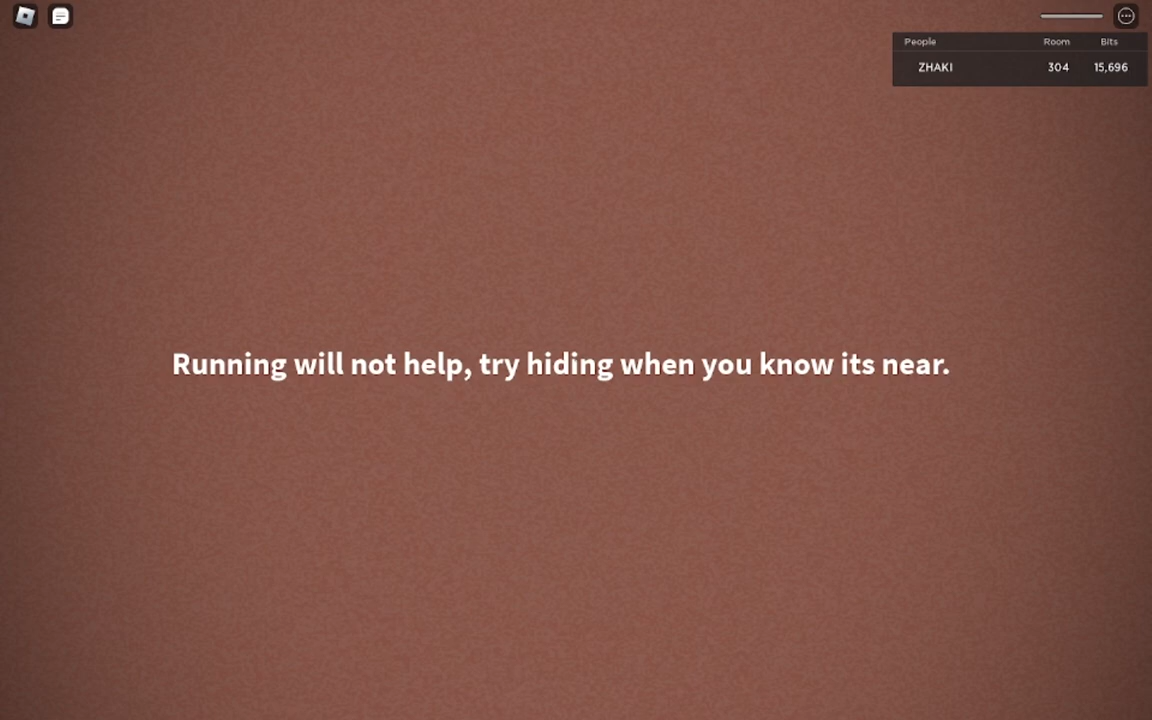 People Room Bits
ZHAKI 304 15,696
Running will not help, try hiding when you know its near.